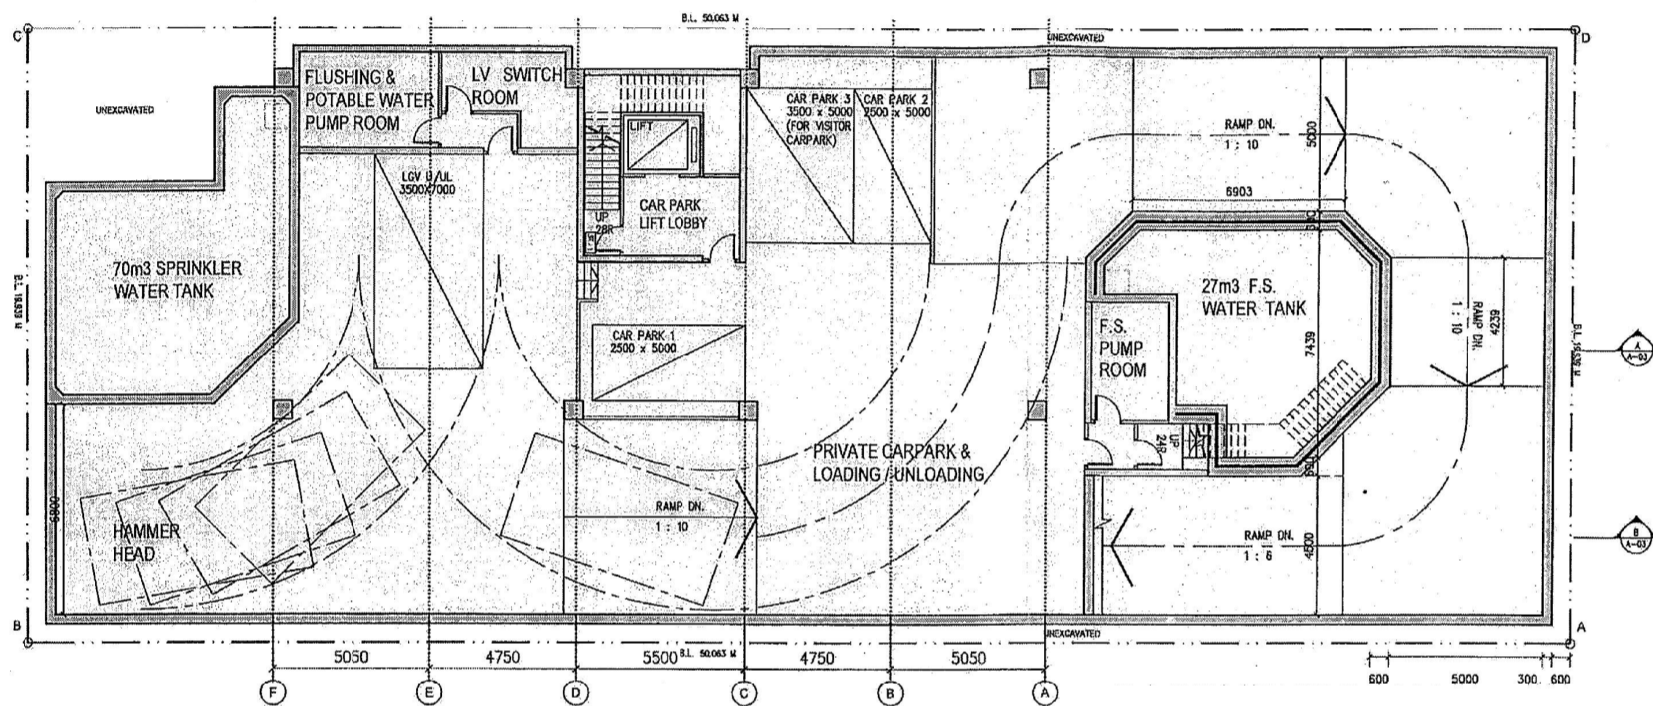 B.L. 50.063 M
C
D
UNEXCAVATED
UNEXCAVATED
FLUSHING &
POTABLE WATER
PUMP ROOM
LV SWITCH
ROOM
LIFT
CAR PARK 3
3500 x 5000
(FOR VISITOR
CARPARK)
CAR PARK 2
2500 x 5000
RAMP DN.
1 : 10
5000
6903
LGV L/UL
3500X7000
CAR PARK
LIFT LOBBY
UP
28R
70m3 SPRINKLER
WATER TANK
27m3 F.S.
WATER TANK
RAMP DN.
1 : 10
4239
7439
F.S.
PUMP
ROOM
CAR PARK 1
2500 x 5000
A
A-03
UP
24R
PRIVATE CARPARK &
LOADING / UNLOADING
6800
HAMMER
HEAD
RAMP DN.
1 : 10
RAMP DN.
1 : 6
4500
B
A-03
B
A
UNEXCAVATED
5050
4750
5500
B.L. 50.063 M
4750
5050
600
5000
300
600
F
E
D
C
B
A